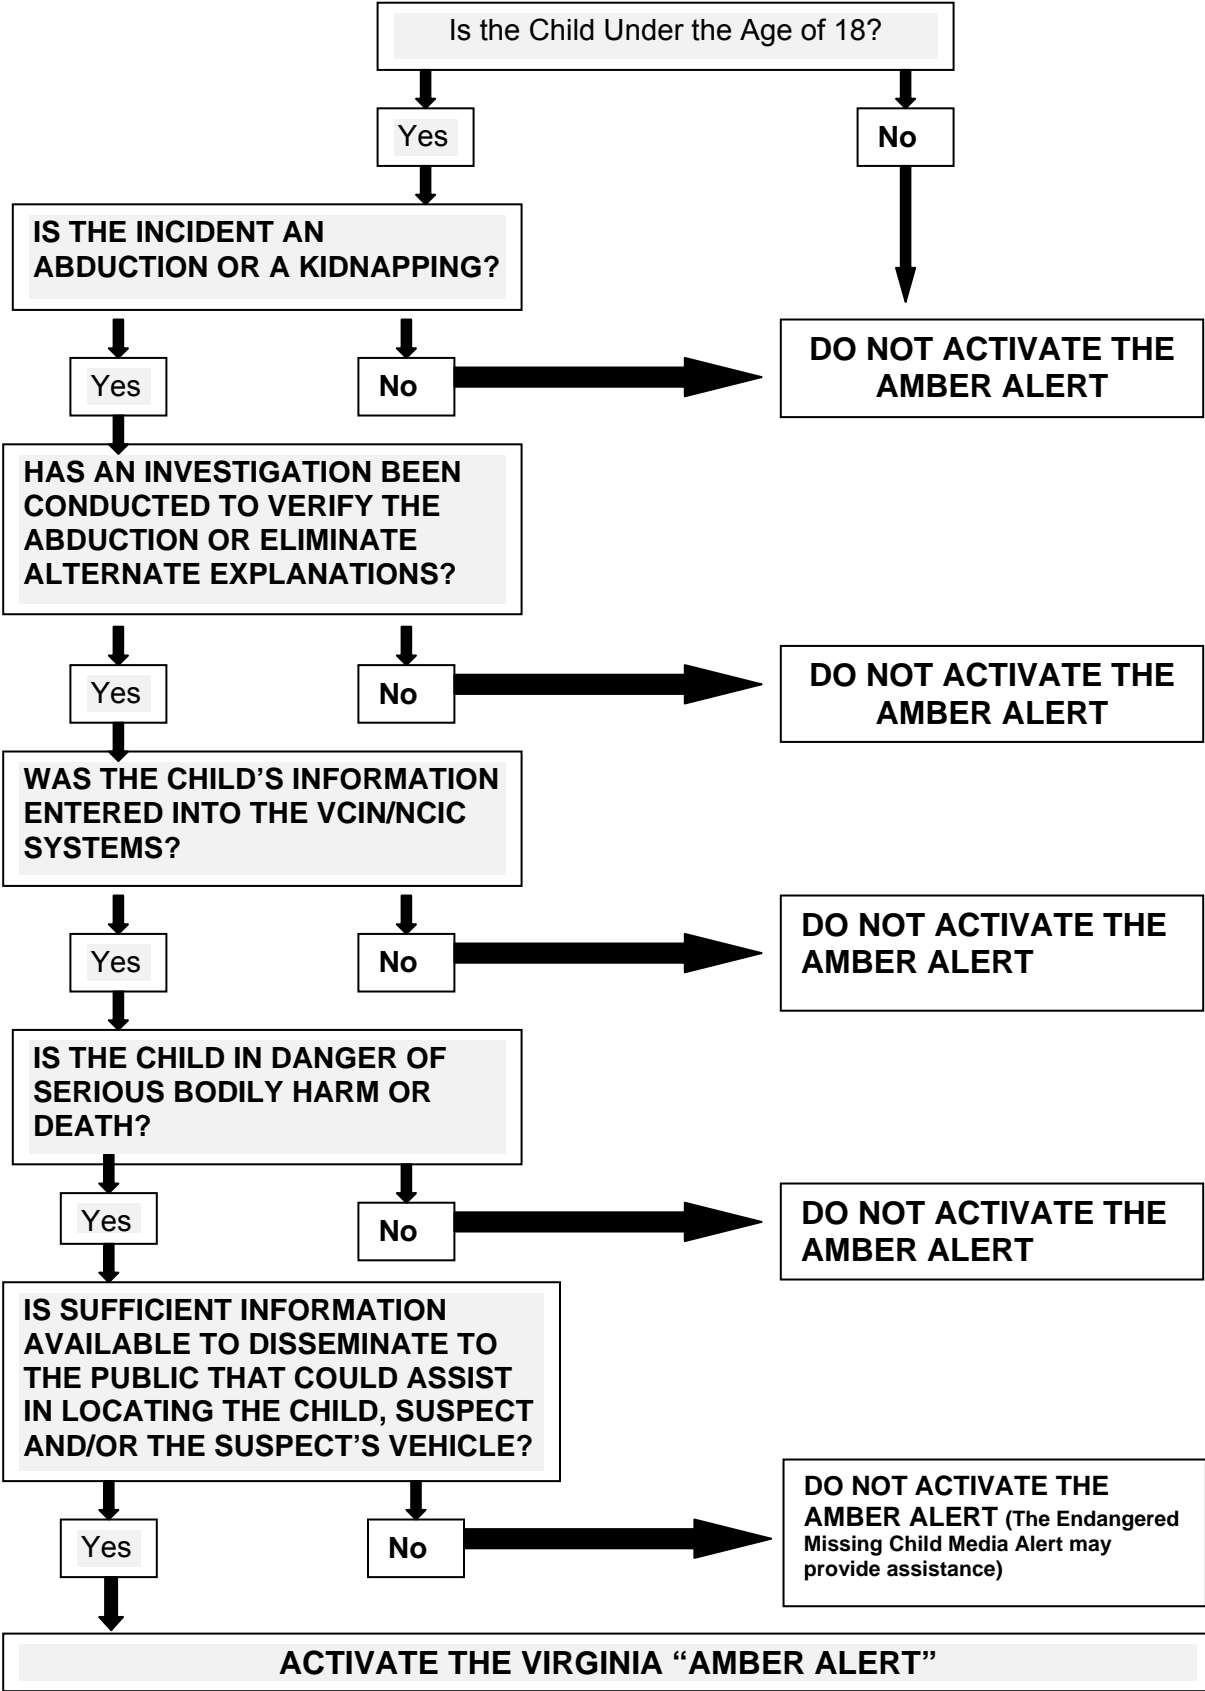 Is the Child Under the Age of 18?
Yes
No
IS THE INCIDENT AN
ABDUCTION OR A KIDNAPPING?
Yes
No
DO NOT ACTIVATE THE
AMBER ALERT
HAS AN INVESTIGATION BEEN
CONDUCTED TO VERIFY THE
ABDUCTION OR ELIMINATE
ALTERNATE EXPLANATIONS?
Yes
No
DO NOT ACTIVATE THE
AMBER ALERT
WAS THE CHILD’S INFORMATION
ENTERED INTO THE VCIN/NCIC
SYSTEMS?
Yes
No
DO NOT ACTIVATE THE
AMBER ALERT
IS THE CHILD IN DANGER OF
SERIOUS BODILY HARM OR
DEATH?
Yes
No
DO NOT ACTIVATE THE
AMBER ALERT
IS SUFFICIENT INFORMATION
AVAILABLE TO DISSEMINATE TO
THE PUBLIC THAT COULD ASSIST
IN LOCATING THE CHILD, SUSPECT
AND/OR THE SUSPECT’S VEHICLE?
Yes
No
DO NOT ACTIVATE THE
AMBER ALERT (The Endangered
Missing Child Media Alert may
provide assistance)
ACTIVATE THE VIRGINIA “AMBER ALERT”